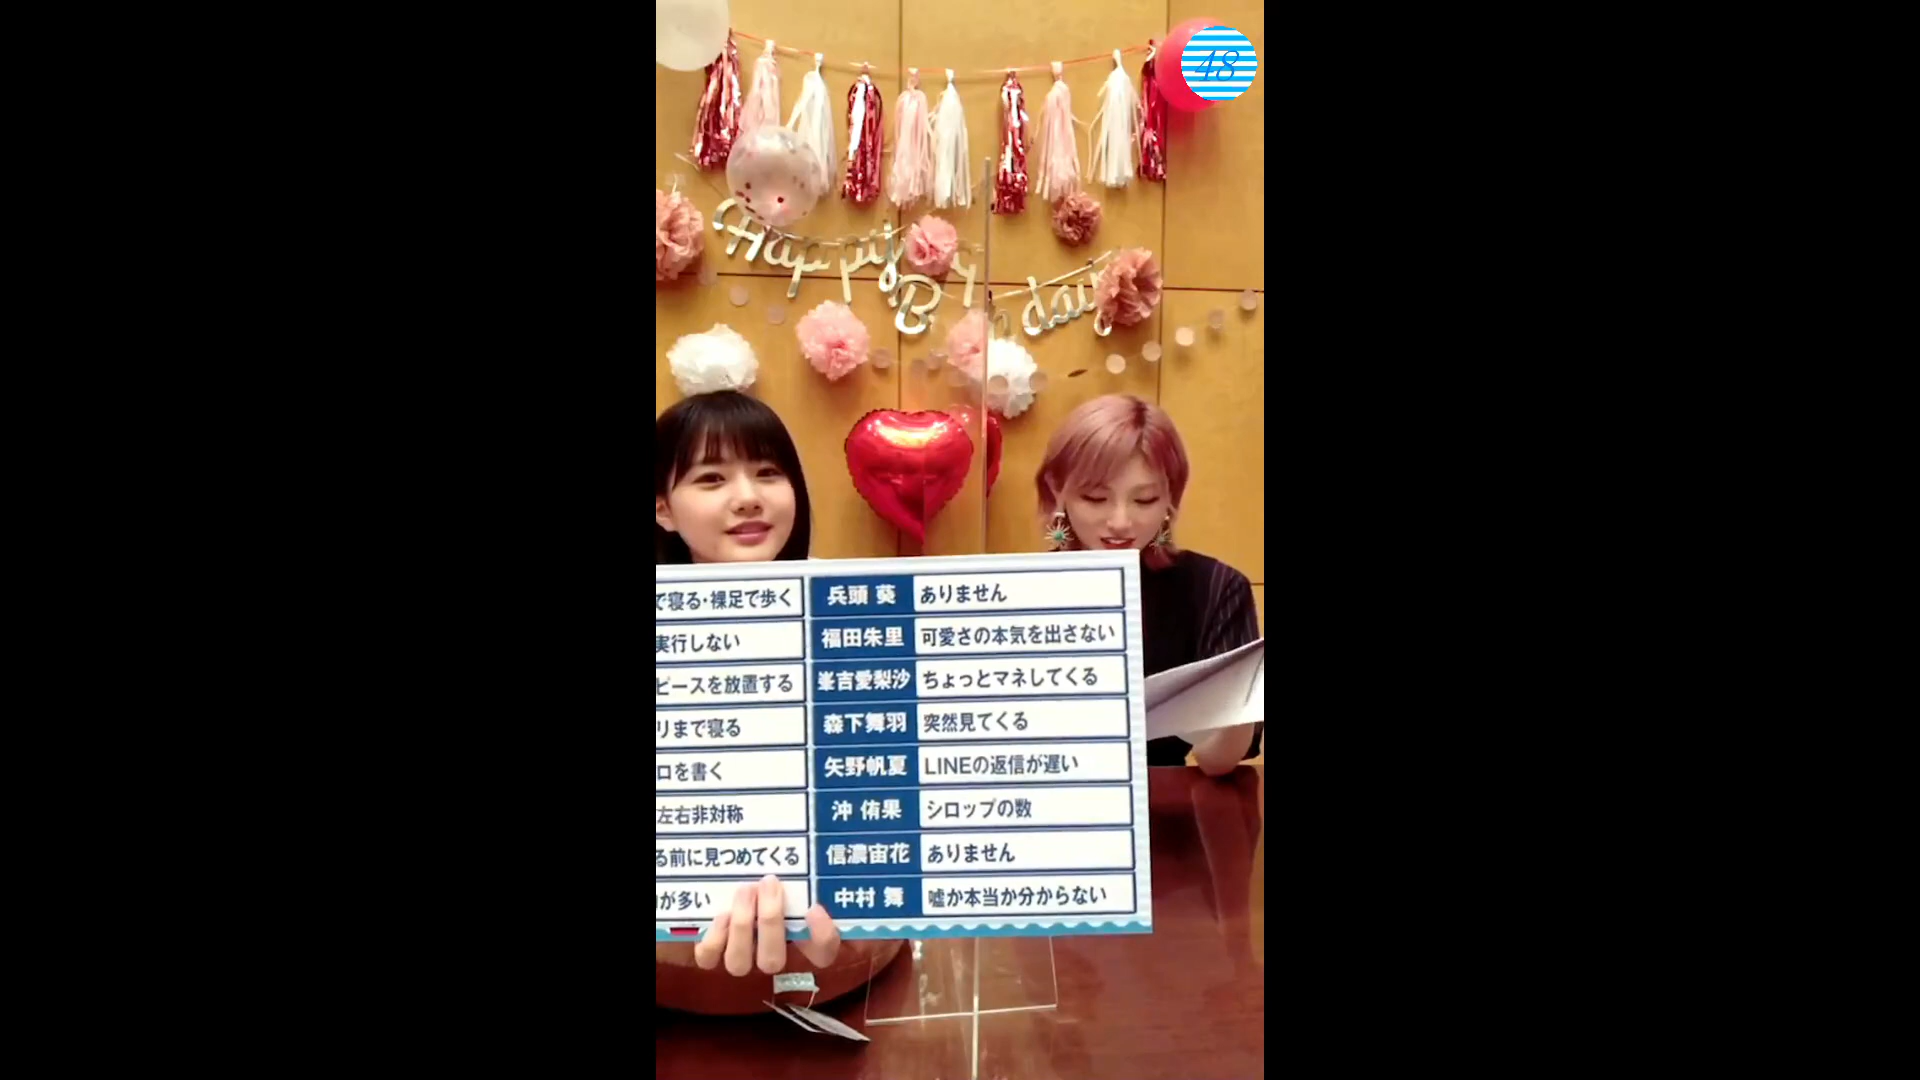 48
Happy
B day
で寝る・裸足で歩く
実行しない
ピースを放置する
リまで寝る
ロを書く
左右非対称
る前に見つめてくる
が多い
兵頭 葵 ありません
福田朱里 可愛さの本気を出さない
峯吉愛梨沙 ちょっとマネしてくる
森下舞羽 突然見てくる
矢野帆夏 LINEの返信が遅い
沖 侑果 シロップの数
信濃宙花 ありません
中村 舞 嘘か本当か分からない